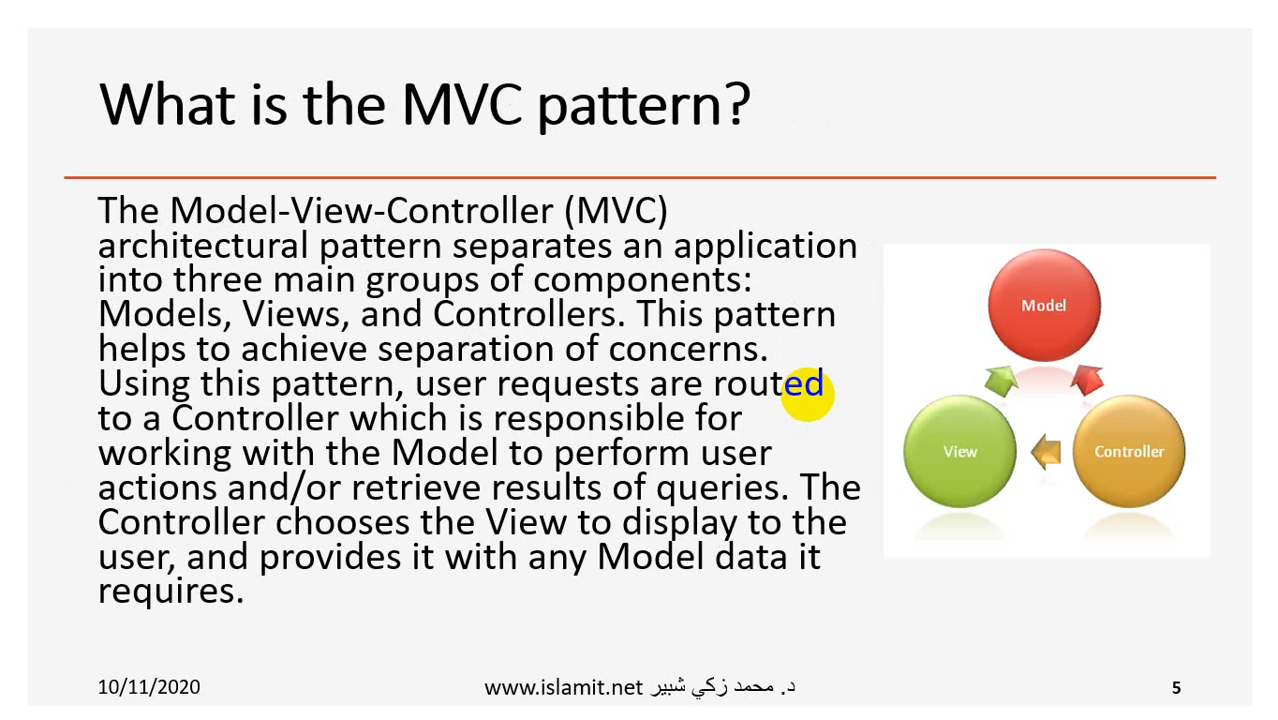 What is the MVC pattern?
The Model-View-Controller (MVC)
architectural pattern separates an application
into three main groups of components:
Models, Views, and Controllers. This pattern
helps to achieve separation of concerns.
Using this pattern, user requests are routed
to a Controller which is responsible for
working with the Model to perform user
actions and/or retrieve results of queries. The
Controller chooses the View to display to the
user, and provides it with any Model data it
requires.
Model
View
Controller
10/11/2020
www.islamit.net د. محمد زكي شبير
5